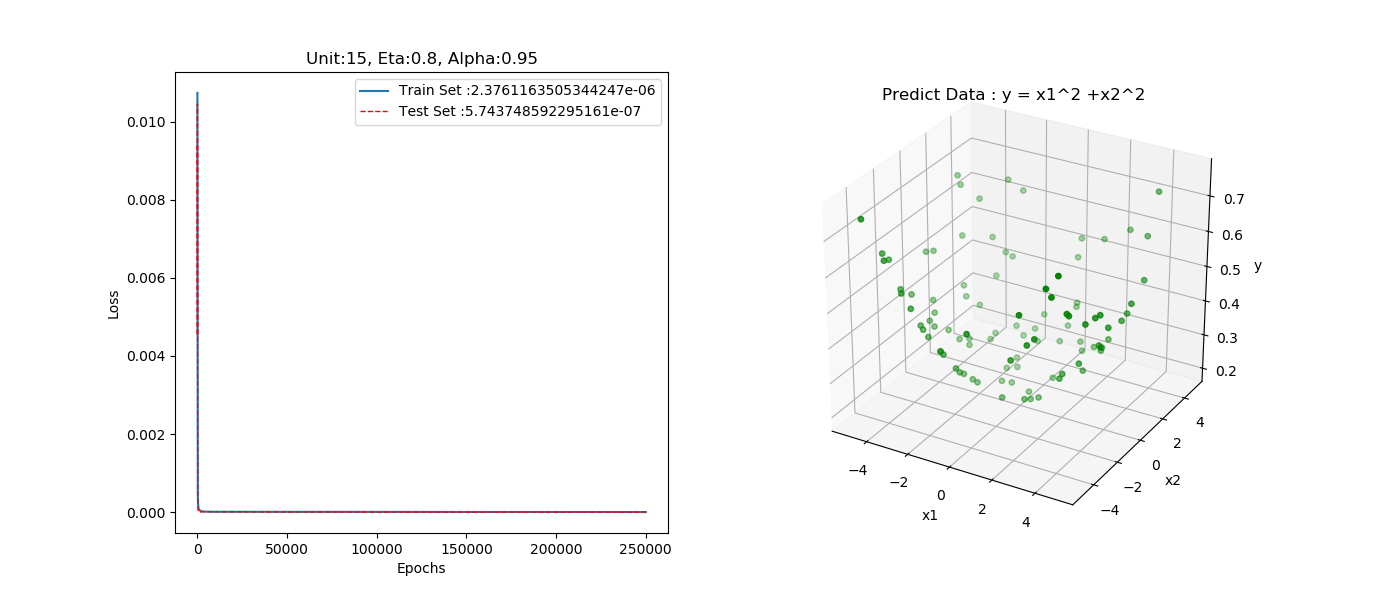 Unit:15, Eta:0.8, Alpha:0.95
Train Set :2.3761163505344247e-06
Test Set :5.743748592295161e-07
0.010
0.008
0.006
0.004
0.002
0.000
Loss
0 50000 100000 150000 200000 250000
Epochs
Predict Data : y = x1^2 +x2^2
0.7
0.6
0.5
0.4
0.3
0.2
y
−4 −2 0 2 4
x1
4
2
0
−2
−4
x2